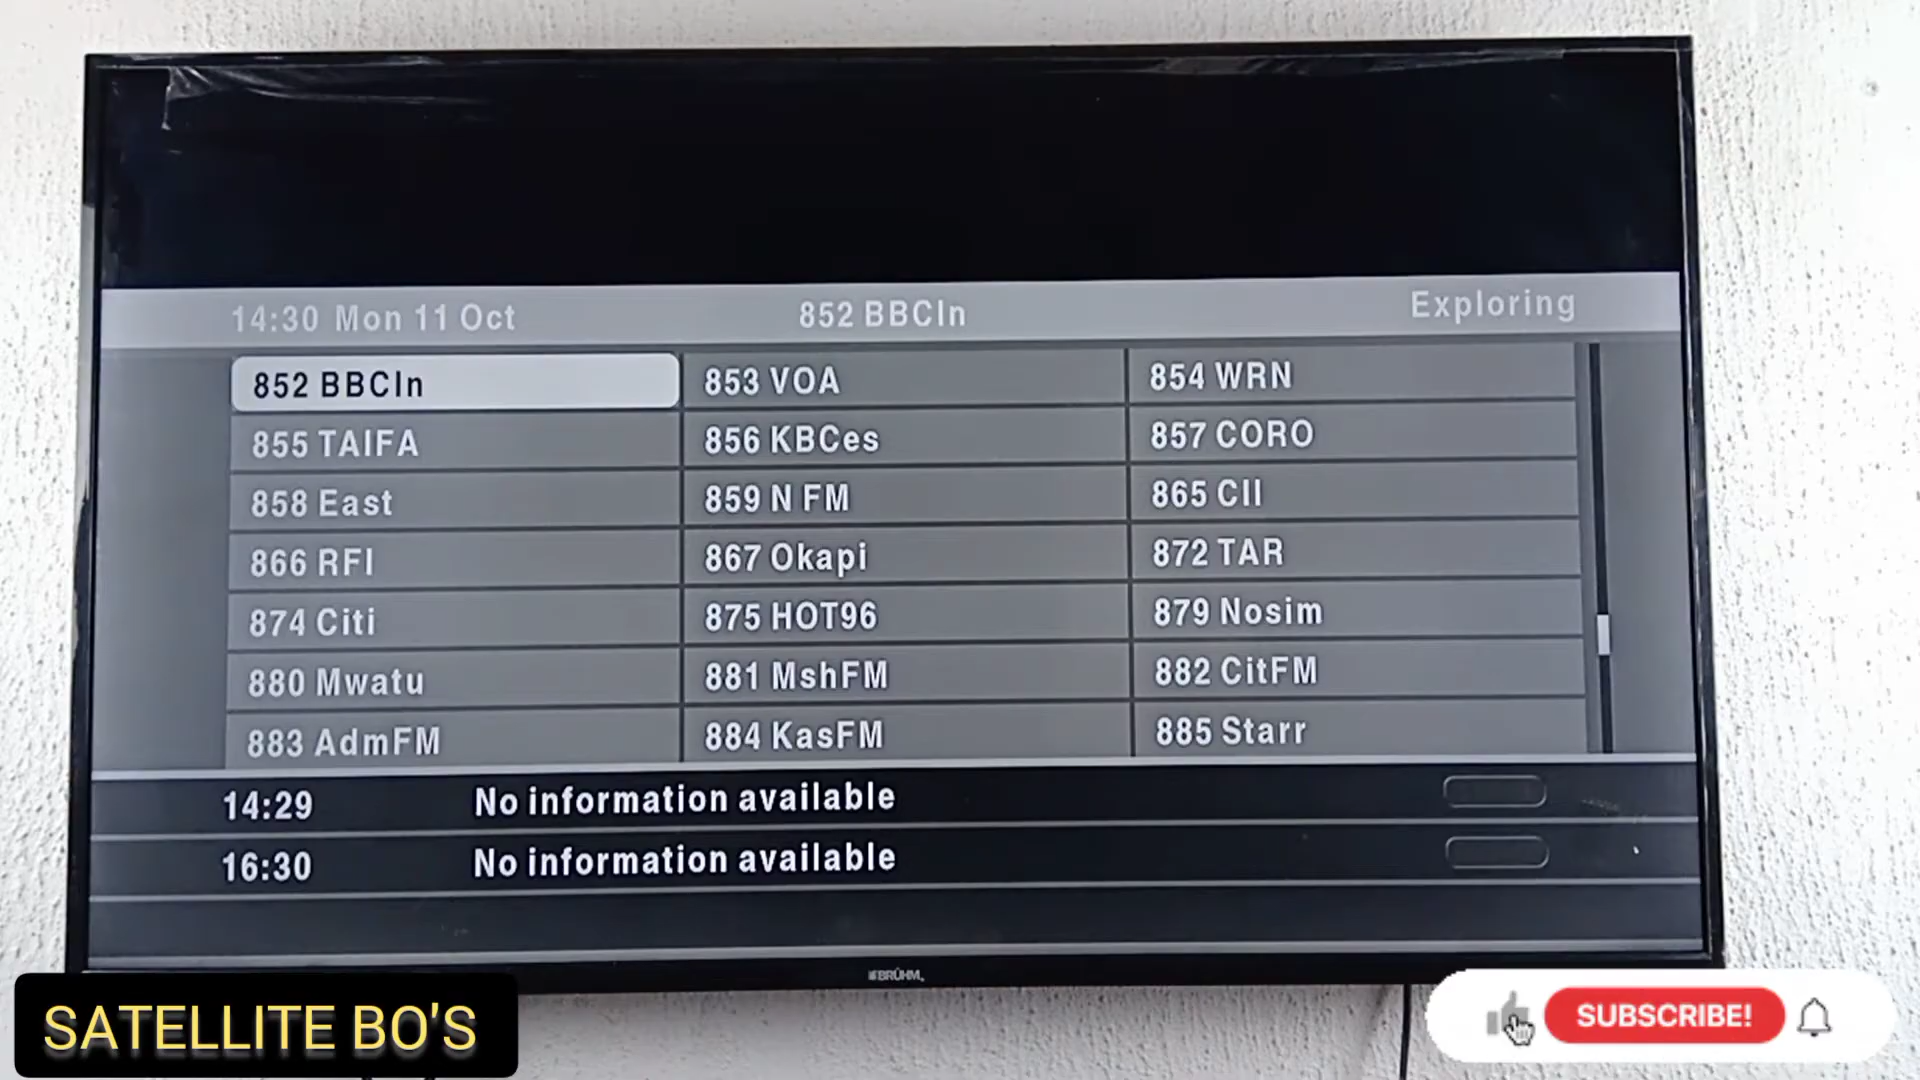 14:30 Mon 11 Oct 852 BBCIn Exploring
852 BBCIn 853 VOA 854 WRN
855 TAIFA 856 KBCes 857 CORO
858 East 859 N FM 865 CII
866 RFI 867 Okapi 872 TAR
874 Citi 875 HOT96 879 Nosim
880 Mwatu 881 MshFM 882 CitFM
883 AdmFM 884 KasFM 885 Starr
14:29 No information available
16:30 No information available
BRÜHM
SATELLITE BO'S
SUBSCRIBE!